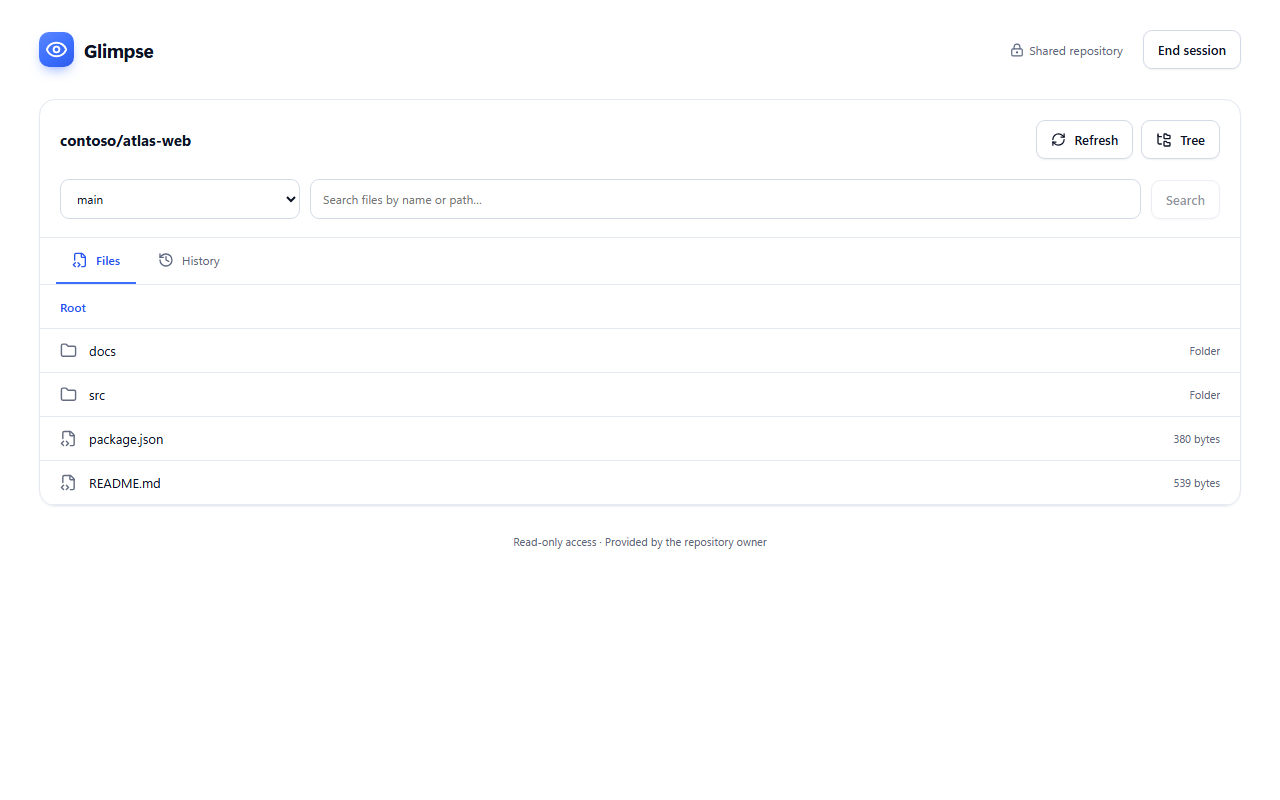 Glimpse
Shared repository
End session
contoso/atlas-web
Refresh
Tree
main
Search files by name or path...
Search
Files
History
Root
docs
Folder
src
Folder
package.json
380 bytes
README.md
539 bytes
Read-only access · Provided by the repository owner